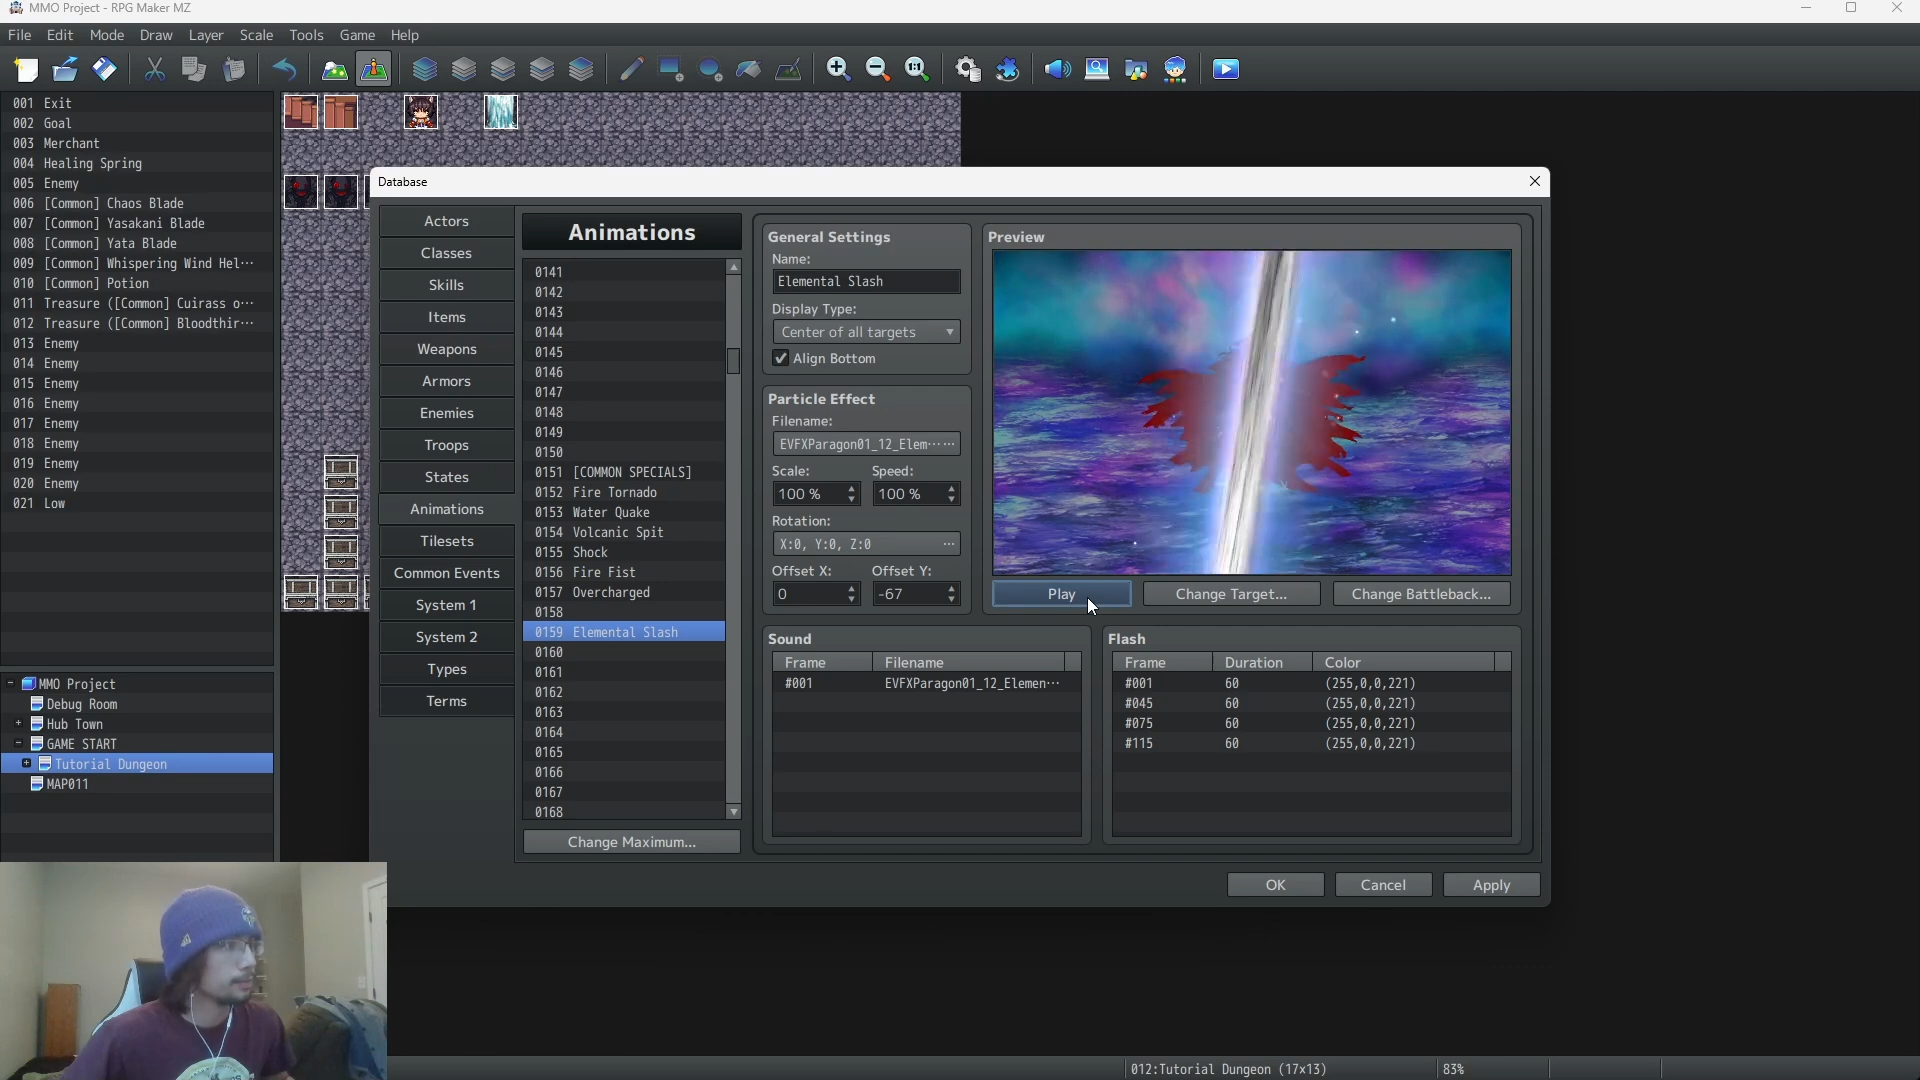 MMO Project - RPG Maker MZ
File Edit Mode Draw Layer Scale Tools Game Help
1:1
001 Exit
002 Goal
003 Merchant
004 Healing Spring
005 Enemy
006 [Common] Chaos Blade
007 [Common] Yasakani Blade
008 [Common] Yata Blade
009 [Common] Whispering Wind Hel…
010 [Common] Potion
011 Treasure ([Common] Cuirass o…
012 Treasure ([Common] Bloodthir…
013 Enemy
014 Enemy
015 Enemy
016 Enemy
017 Enemy
018 Enemy
019 Enemy
020 Enemy
021 Low
MMO Project
Debug Room
Hub Town
GAME START
Tutorial Dungeon
MAP011
Database
Actors
Classes
Skills
Items
Weapons
Armors
Enemies
Troops
States
Animations
Tilesets
Common Events
System 1
System 2
Types
Terms
Animations
0141
0142
0143
0144
0145
0146
0147
0148
0149
0150
0151 [COMMON SPECIALS]
0152 Fire Tornado
0153 Water Quake
0154 Volcanic Spit
0155 Shock
0156 Fire Fist
0157 Overcharged
0158
0159 Elemental Slash
0160
0161
0162
0163
0164
0165
0166
0167
0168
Change Maximum...
General Settings
Name:
Elemental Slash
Display Type:
Center of all targets
Align Bottom
Particle Effect
Filename:
EVFXParagon01_12_Elem… …
Scale: Speed:
100 % 100 %
Rotation:
X:0, Y:0, Z:0 …
Offset X: Offset Y:
0 -67
Preview
Play Change Target... Change Battleback...
Sound
Frame Filename
#001 EVFXParagon01_12_Elemen…
Flash
Frame Duration Color
#001 60 (255,0,0,221)
#045 60 (255,0,0,221)
#075 60 (255,0,0,221)
#115 60 (255,0,0,221)
OK Cancel Apply
012:Tutorial Dungeon (17x13) 83%